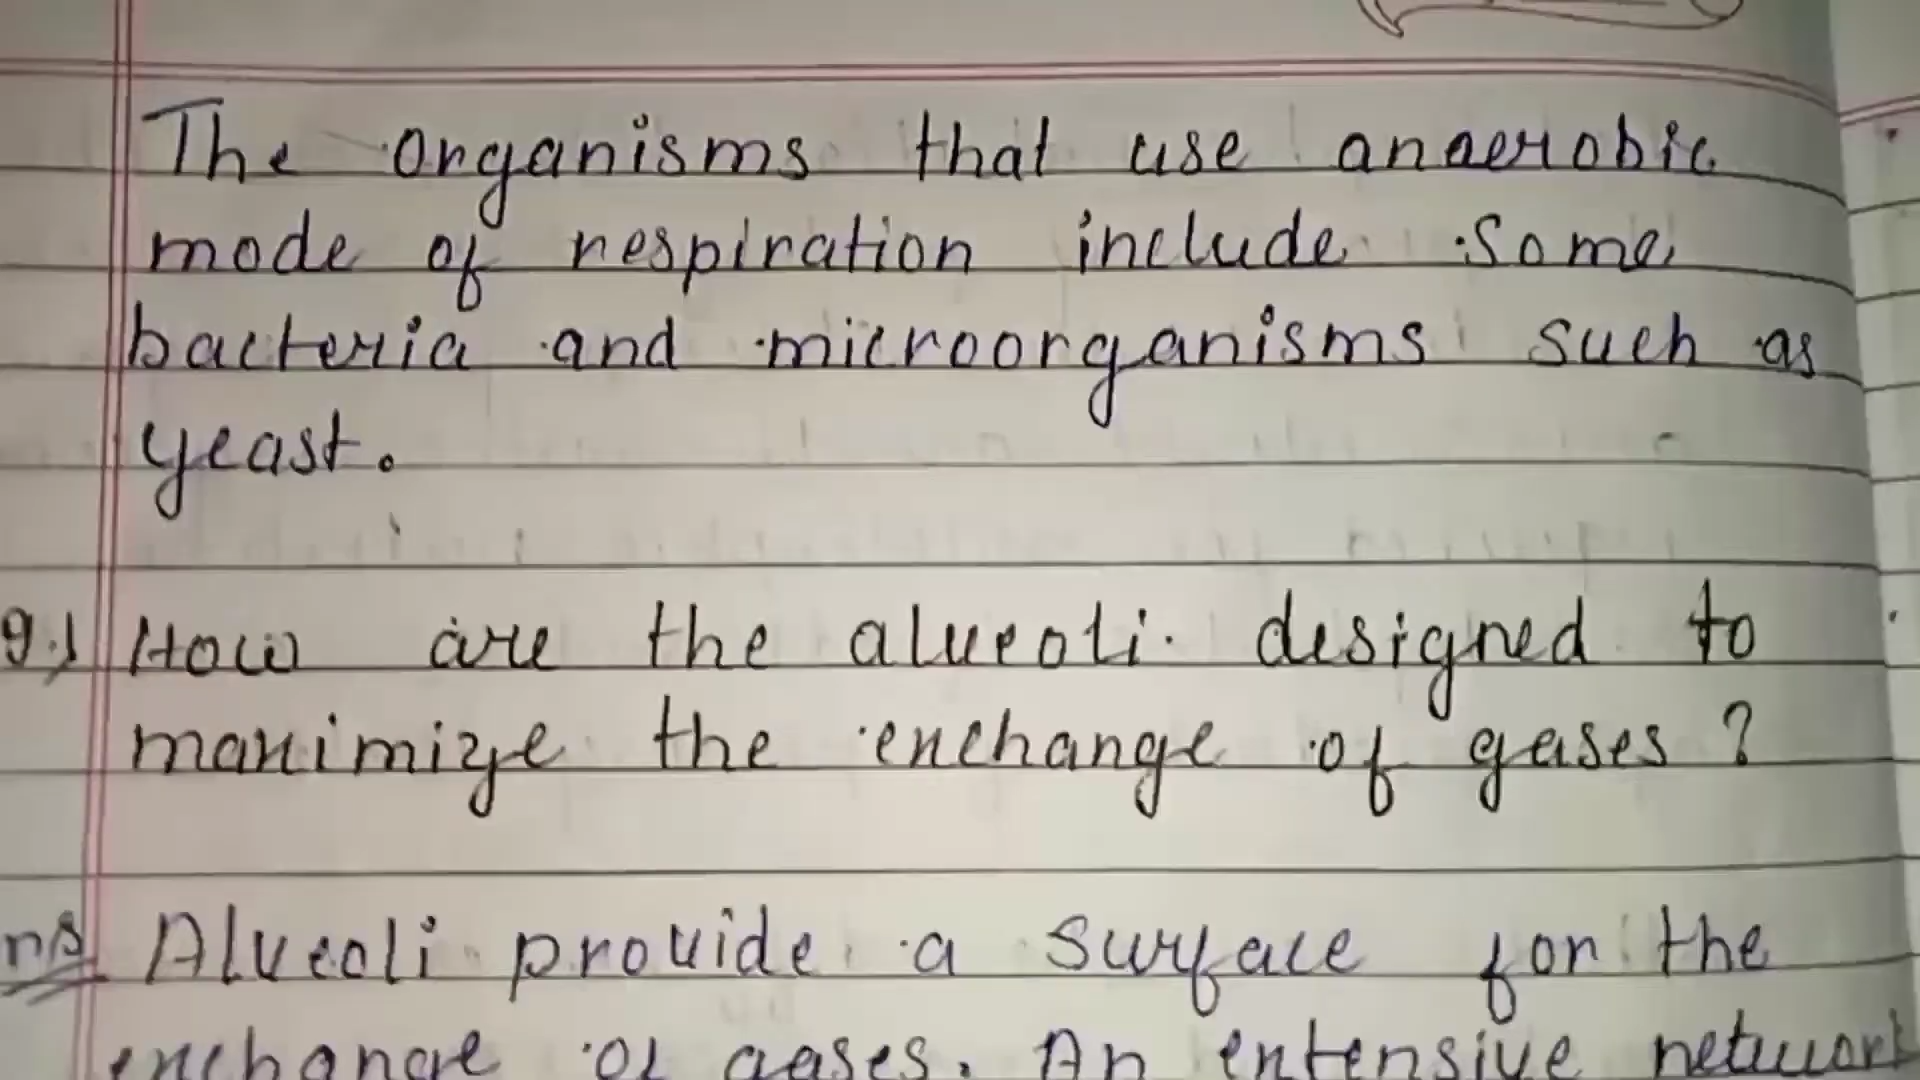 The organisms that use anaerobic
mode of respiration include some
bacteria and microorganisms such as
yeast.
9.) How are the alveoli designed to
maximize the exchange of gases?
ns Alveoli provide a surface for the
exchange of gases. An extensive network